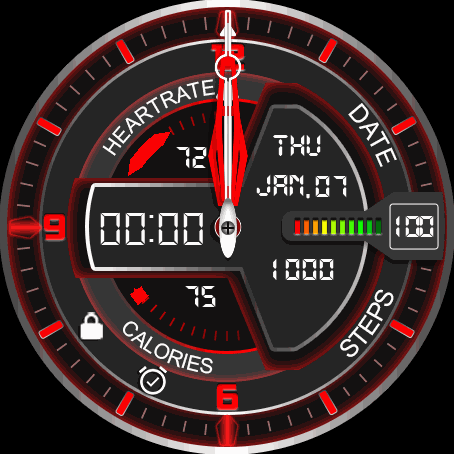 12
HEARTRATE
72
DATE
THU
JAN.07
9
00:00
100
1000
75
STEPS
CALORIES
6